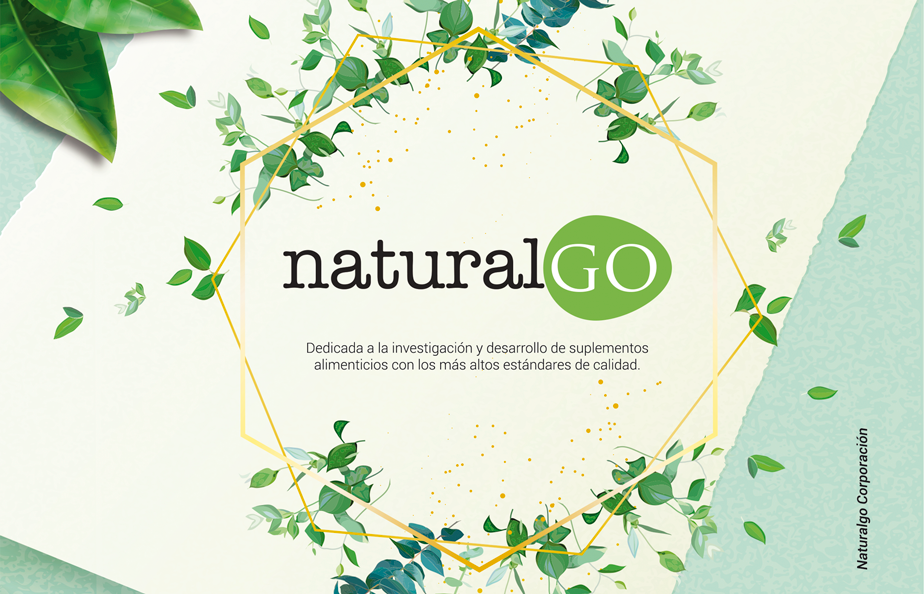 naturalGO
Dedicada a la investigación y desarrollo de suplementos
alimenticios con los más altos estándares de calidad.
Naturalgo Corporación